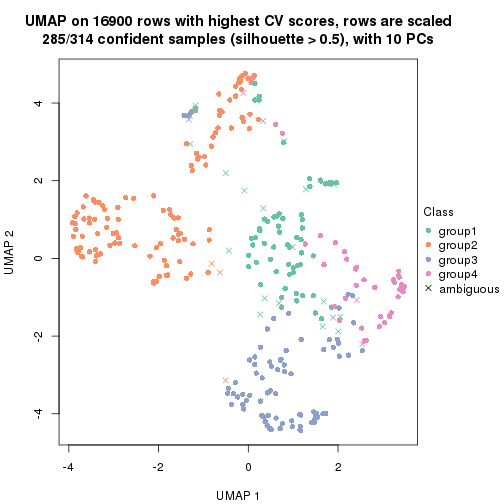 UMAP on 16900 rows with highest CV scores, rows are scaled
285/314 confident samples (silhouette > 0.5), with 10 PCs
4
2
0
-2
-4
UMAP 2
-4
-2
0
2
UMAP 1
Class
group1
group2
group3
group4
ambiguous